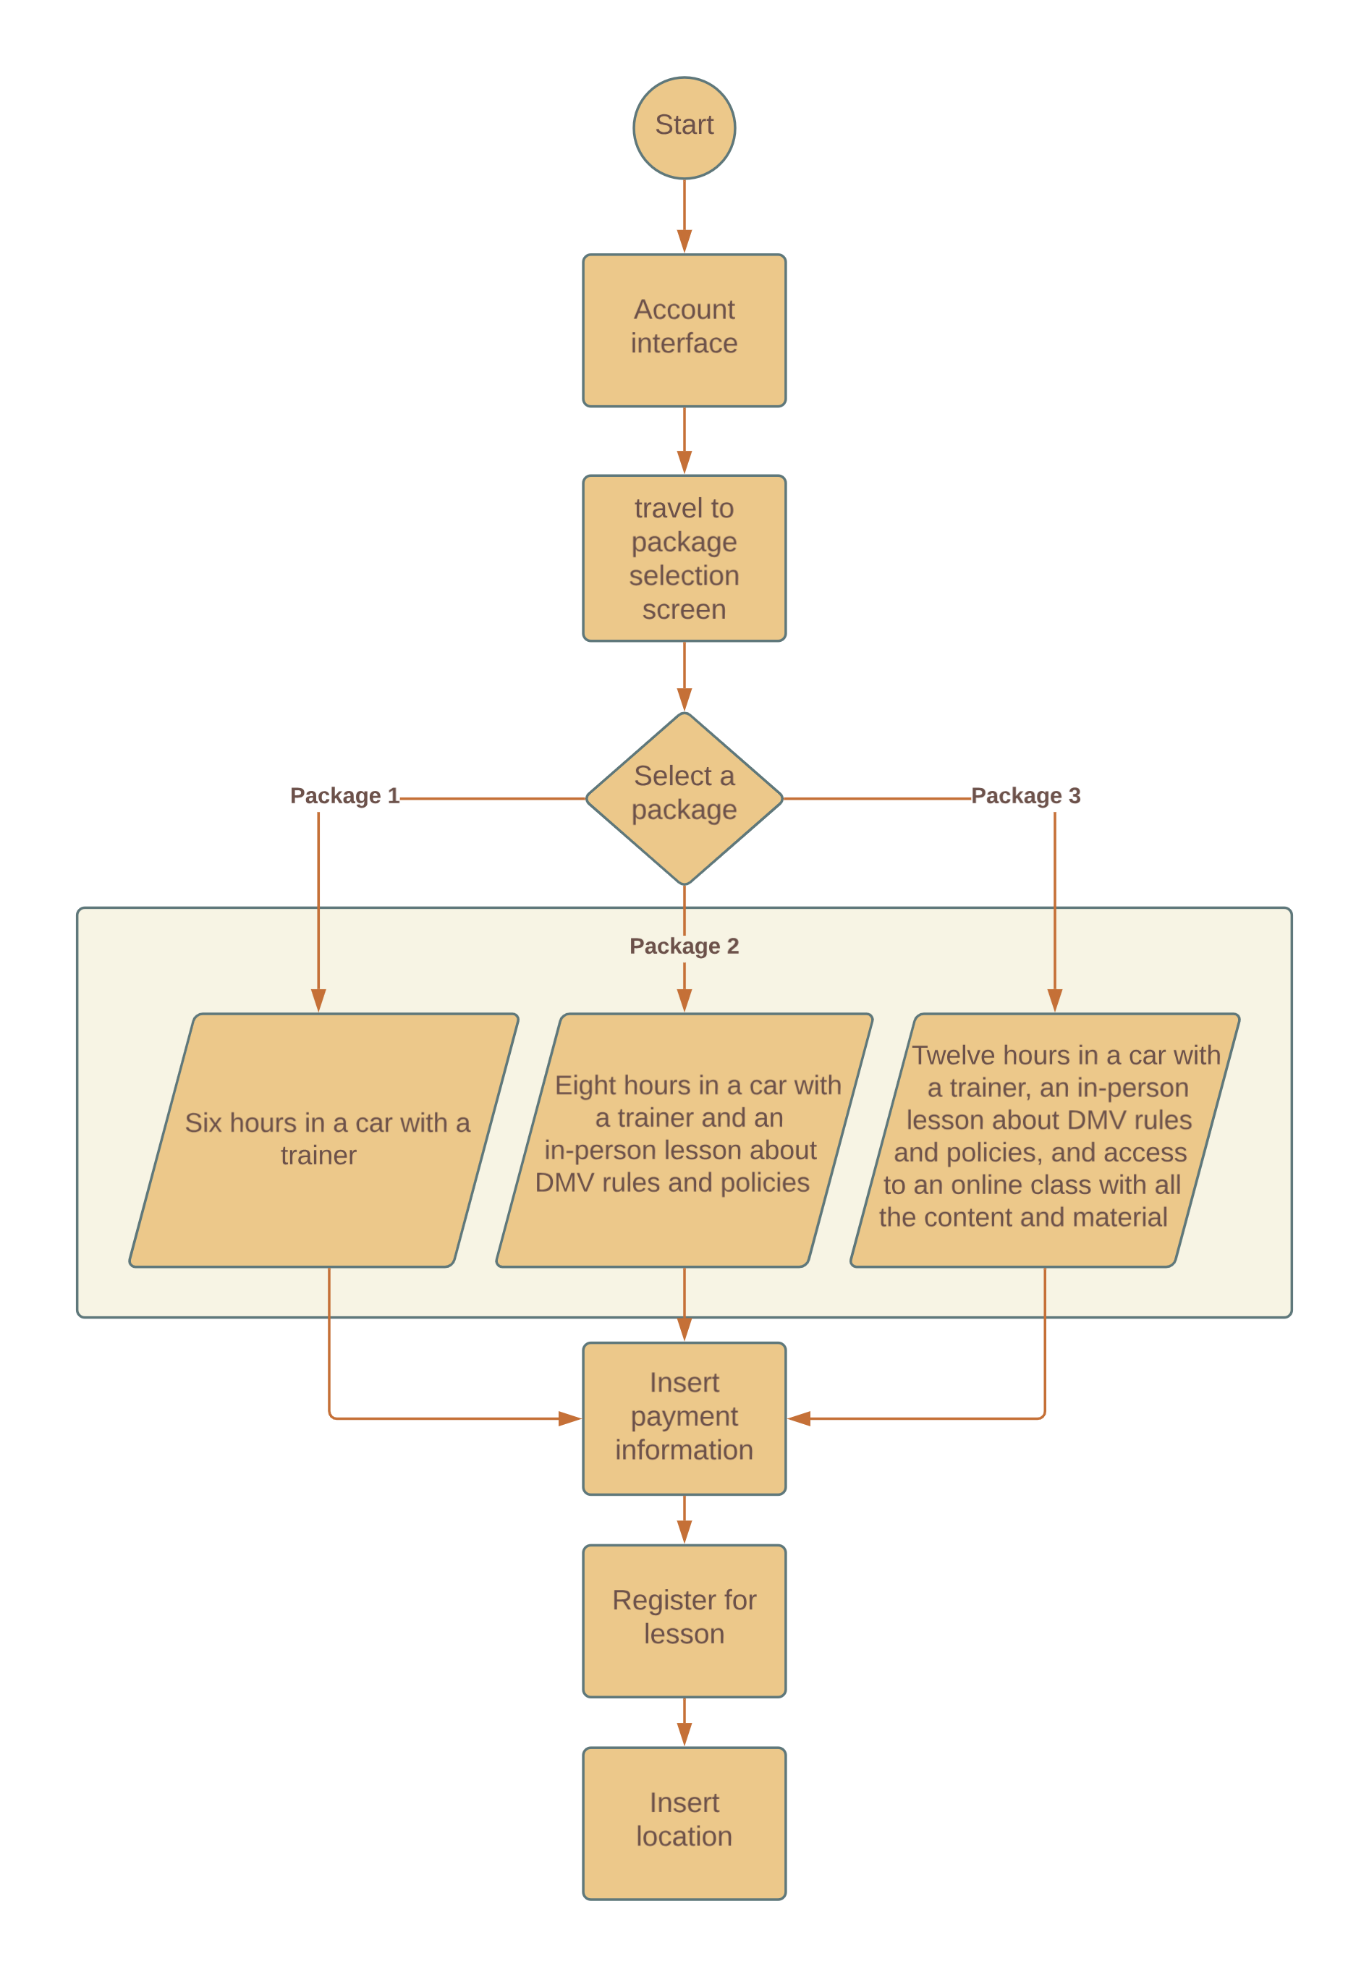 Start
Account
interface
travel to
package
selection
screen
Select a
package
Package 1
Package 3
Package 2
Six hours in a car with a
trainer
Eight hours in a car with
a trainer and an
in-person lesson about
DMV rules and policies
Twelve hours in a car with
a trainer, an in-person
lesson about DMV rules
and policies, and access
to an online class with all
the content and material
Insert
payment
information
Register for
lesson
Insert
location